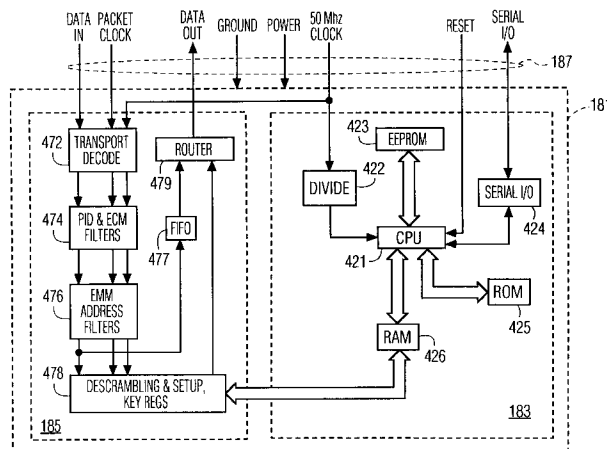 DATA IN
PACKET CLOCK
DATA OUT
GROUND
POWER
50 Mhz CLOCK
RESET
SERIAL I/O
187
181
472
TRANSPORT DECODE
ROUTER
479
423
EEPROM
DIVIDE
422
SERIAL I/O
424
474
PID & ECM FILTERS
FIFO
477
CPU
421
476
EMM ADDRESS FILTERS
ROM
425
RAM
426
478
DESCRAMBLING & SETUP, KEY REGS
185
183